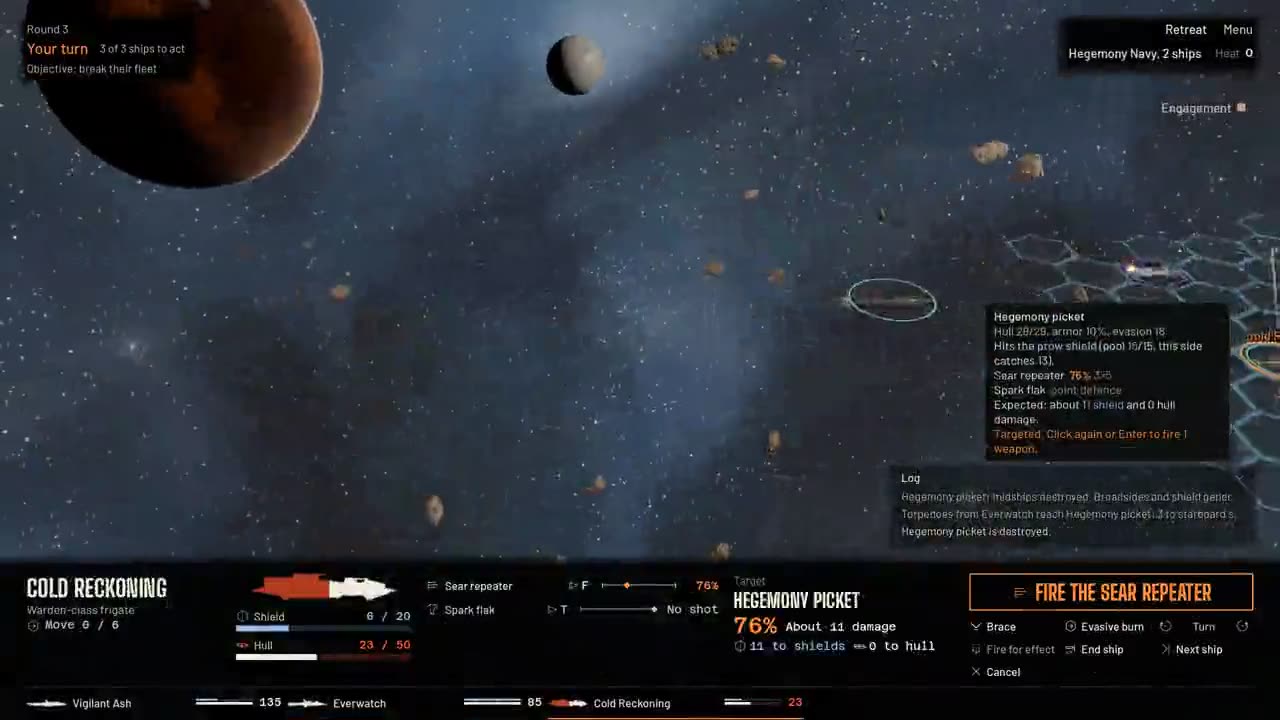 Round 3
Your turn 3 of 3 ships to act
Objective: break their fleet
Retreat Menu
Hegemony Navy, 2 ships Heat 0
Engagement
Hegemony picket
armor 10%, evasion 18
Hits the prow shield (pool 15/15, this side
catches 13).
Sear repeater 76%
Spark flak point defence
Expected: about 11 shield and 0 hull
damage.
Targeted. Click again or Enter to fire 1
weapon.
Log
Hegemony picket: midships destroyed. Broadsides and shield gener
Torpedoes from Everwatch reach Hegemony picket: 3 to starboard s
Hegemony picket is destroyed.
COLD RECKONING
Warden-class frigate
Move 6 / 6
Shield 6 / 20
Hull 23 / 50
Sear repeater F 76%
Spark flak T No shot
Target
HEGEMONY PICKET
76% About 11 damage
11 to shields 0 to hull
FIRE THE SEAR REPEATER
Brace Evasive burn Turn
Fire for effect End ship Next ship
Cancel
Vigilant Ash 135 Everwatch 85 Cold Reckoning 23